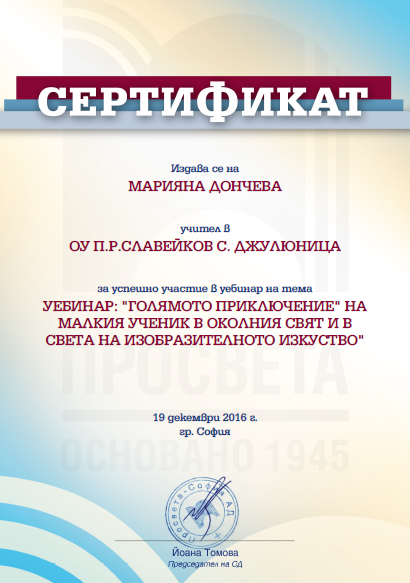 СЕРТИФИКАТ
Издава се на
МАРИЯНА ДОНЧЕВА
учител в
ОУ П.Р.СЛАВЕЙКОВ С. ДЖУЛЮНИЦА
за успешно участие в уебинар на тема
УЕБИНАР: "ГОЛЯМОТО ПРИКЛЮЧЕНИЕ" НА
МАЛКИЯ УЧЕНИК В ОКОЛНИЯ СВЯТ И В
СВЕТА НА ИЗОБРАЗИТЕЛНОТО ИЗКУСТВО"
ПРОСВЕТА
19 декември 2016 г.
гр. София
ОСНОВАНО 1945
Просвета-София АД
Йоана Томова
Председател на СД